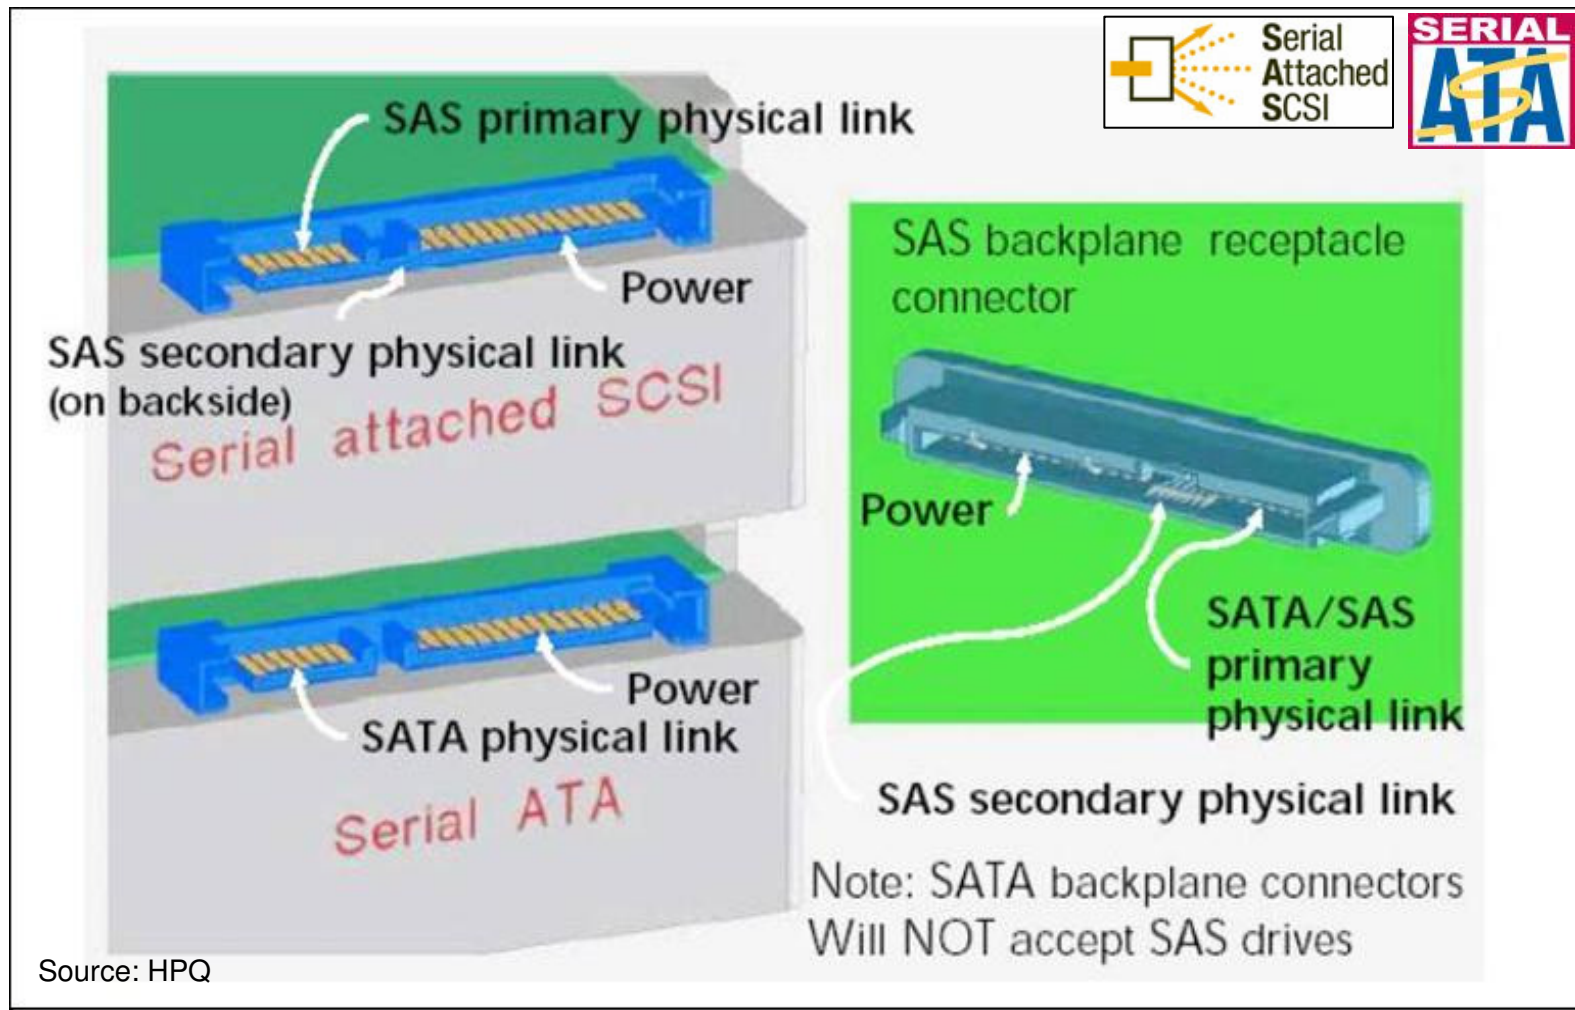 Serial
Attached
SCSI
SERIAL
ATA
SAS primary physical link
Power
SAS secondary physical link
(on backside)
Serial attached SCSI
Power
SATA physical link
Serial ATA
SAS backplane receptacle
connector
Power
SATA/SAS
primary
physical link
SAS secondary physical link
Note: SATA backplane connectors
Will NOT accept SAS drives
Source: HPQ